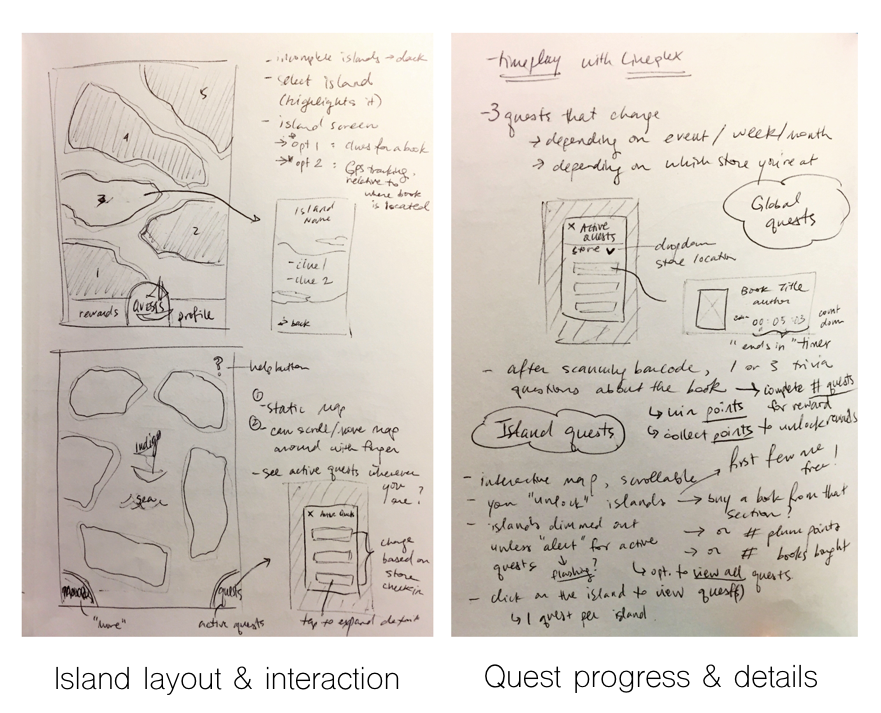 - incomplete islands → dark
- select island
(highlights it)
- island screen
→ opt 1 = clues for a book
→ opt 2 : GPS tracking,
relative to
where book
is located
5
4
3
2
1
rewards
Quests
profile
Island
Name
- clue 1
- clue 2
→ back
? — help button
① - static map
② - can scroll/move map
around with finger
- see active quests wherever
you
are?
Indigo
rewards
quests
"more"
active quests
X Active Quests
change
based on
store
check in
tap to expand
Island layout & interaction
- timeplay with Cineplex
- 3 quests that change
→ depending on event / week / month
→ depending on which store you're at
Global
quests
X Active
Quests
Store
dropdown
store location
Book Title
author
00:05:23
count
down
"ends in" timer
- after scanning barcode, 1 or 3 trivia
questions about the book → complete # quests
for reward
↳ win points
↳ collect points to unlock rewards
Island quests
- interactive map, scrollable
first few are
free!
- you "unlock" islands → buy a book from that
section?
- islands dimmed out
unless "alert" for active
quests
→ or # plum points
→ or # books bought
↳ flashing?
↳ opt. to view all quests
- click on the island to view quest(s)
↳ 1 quest per island
Quest progress & details